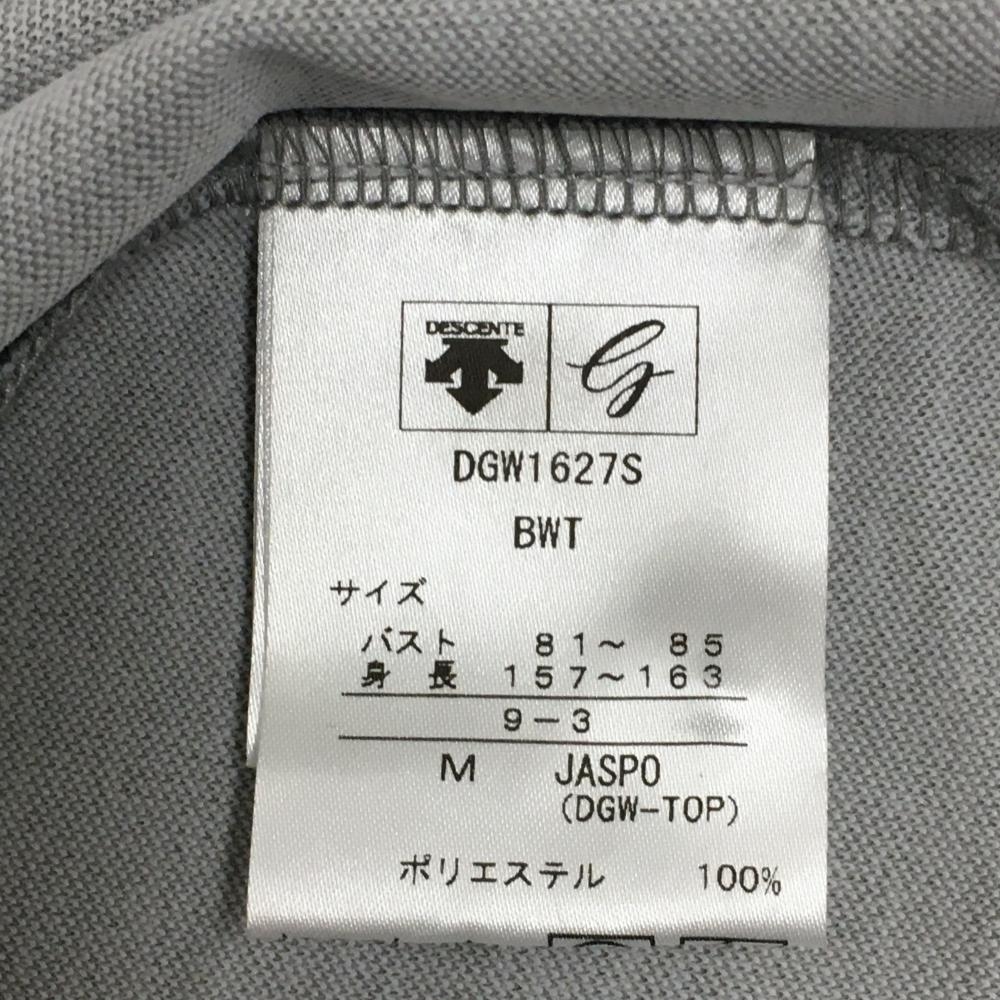 DESCENTE G
DGW1627S
BWT
サイズ
バスト 81～ 85
身 長 157～163
9－3
M JASPO
(DGW-TOP)
ポリエステル 100%